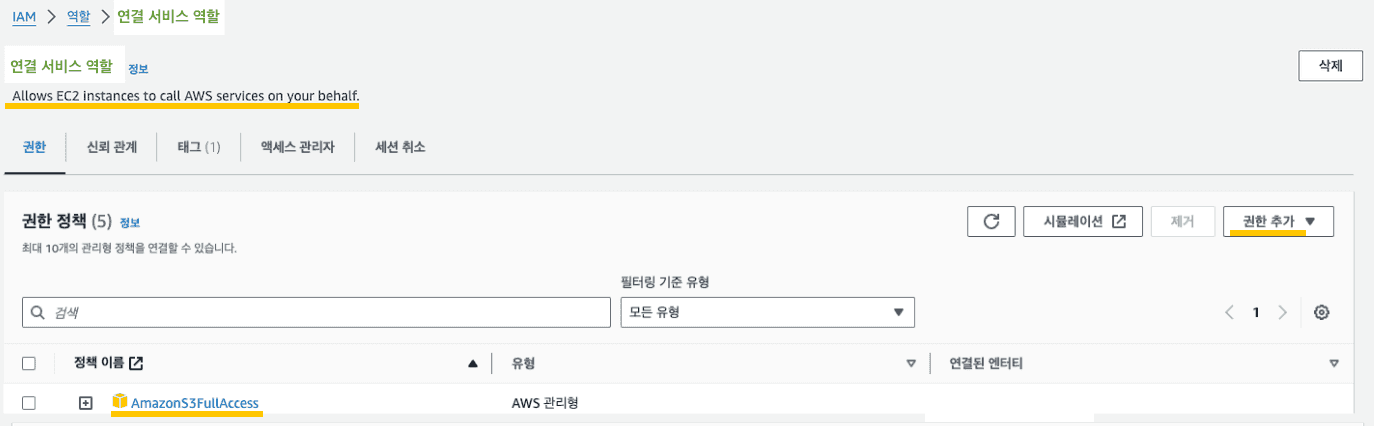 IAM > 역할 > 연결 서비스 역할
연결 서비스 역할 정보
삭제
Allows EC2 instances to call AWS services on your behalf.
권한 신뢰 관계 태그 (1) 액세스 관리자 세션 취소
권한 정책 (5) 정보
시뮬레이션 제거 권한 추가
최대 10개의 관리형 정책을 연결할 수 있습니다.
필터링 기준 유형
검색 모든 유형 1
정책 이름 유형 연결된 엔터티
AmazonS3FullAccess AWS 관리형